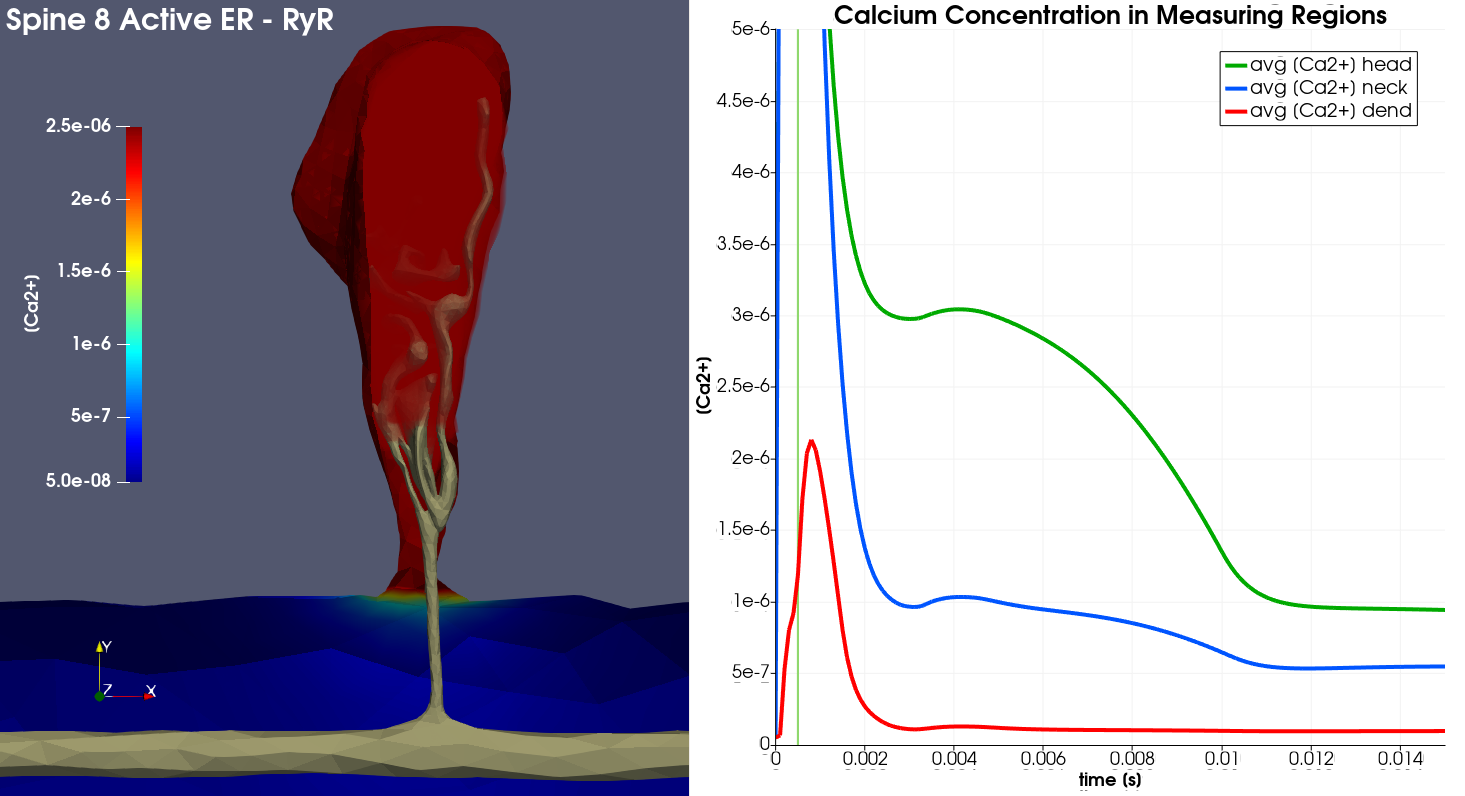 Spine 8 Active ER - RyR
2.5e-06
2e-6
1.5e-6
1e-6
5e-7
5.0e-08
(Ca2+)
Y
Z
X
Calcium Concentration in Measuring Regions
avg (Ca2+) head
avg (Ca2+) neck
avg (Ca2+) dend
5e-6
4.5e-6
4e-6
3.5e-6
3e-6
2.5e-6
2e-6
1.5e-6
1e-6
5e-7
0
(Ca2+)
0 0.002 0.004 0.006 0.008 0.01 0.012 0.014
time (s)